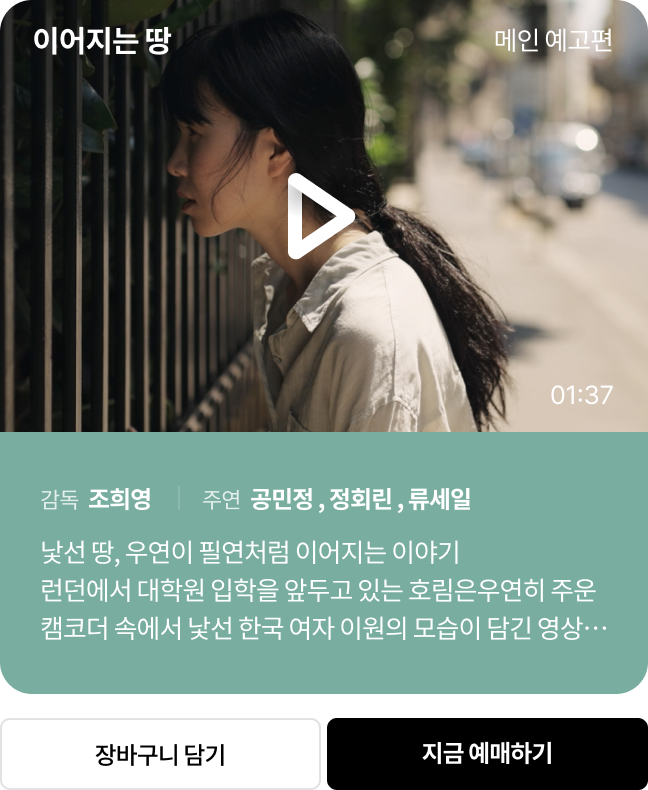 이어지는 땅
메인 예고편
01:37
감독 조희영 주연 공민정 , 정회린 , 류세일
낯선 땅, 우연이 필연처럼 이어지는 이야기
런던에서 대학원 입학을 앞두고 있는 호림은우연히 주운
캠코더 속에서 낯선 한국 여자 이원의 모습이 담긴 영상…
장바구니 담기
지금 예매하기